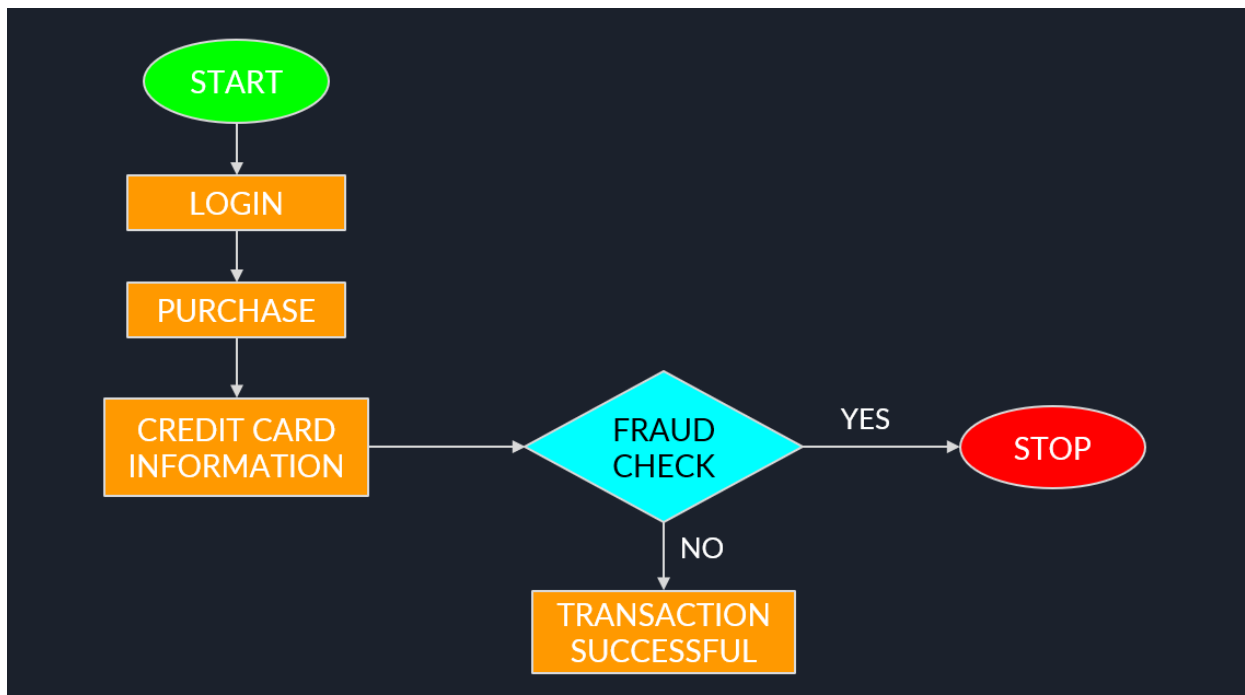 START
LOGIN
PURCHASE
CREDIT CARD
INFORMATION
FRAUD
CHECK
YES
STOP
NO
TRANSACTION
SUCCESSFUL